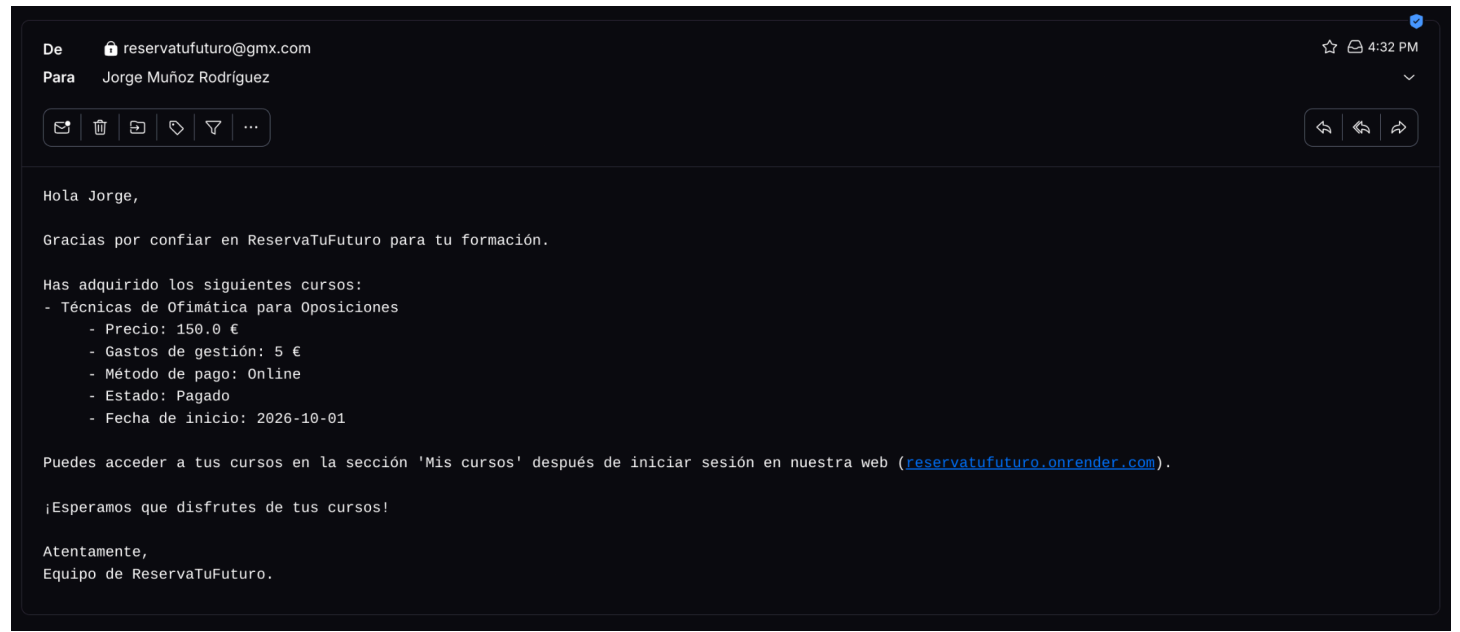 De reservatufuturo@gmx.com 4:32 PM
Para Jorge Muñoz Rodríguez
Hola Jorge,
Gracias por confiar en ReservaTuFuturo para tu formación.
Has adquirido los siguientes cursos:
- Técnicas de Ofimática para Oposiciones
- Precio: 150.0 €
- Gastos de gestión: 5 €
- Método de pago: Online
- Estado: Pagado
- Fecha de inicio: 2026-10-01
Puedes acceder a tus cursos en la sección 'Mis cursos' después de iniciar sesión en nuestra web (reservatufuturo.onrender.com).
¡Esperamos que disfrutes de tus cursos!
Atentamente,
Equipo de ReservaTuFuturo.